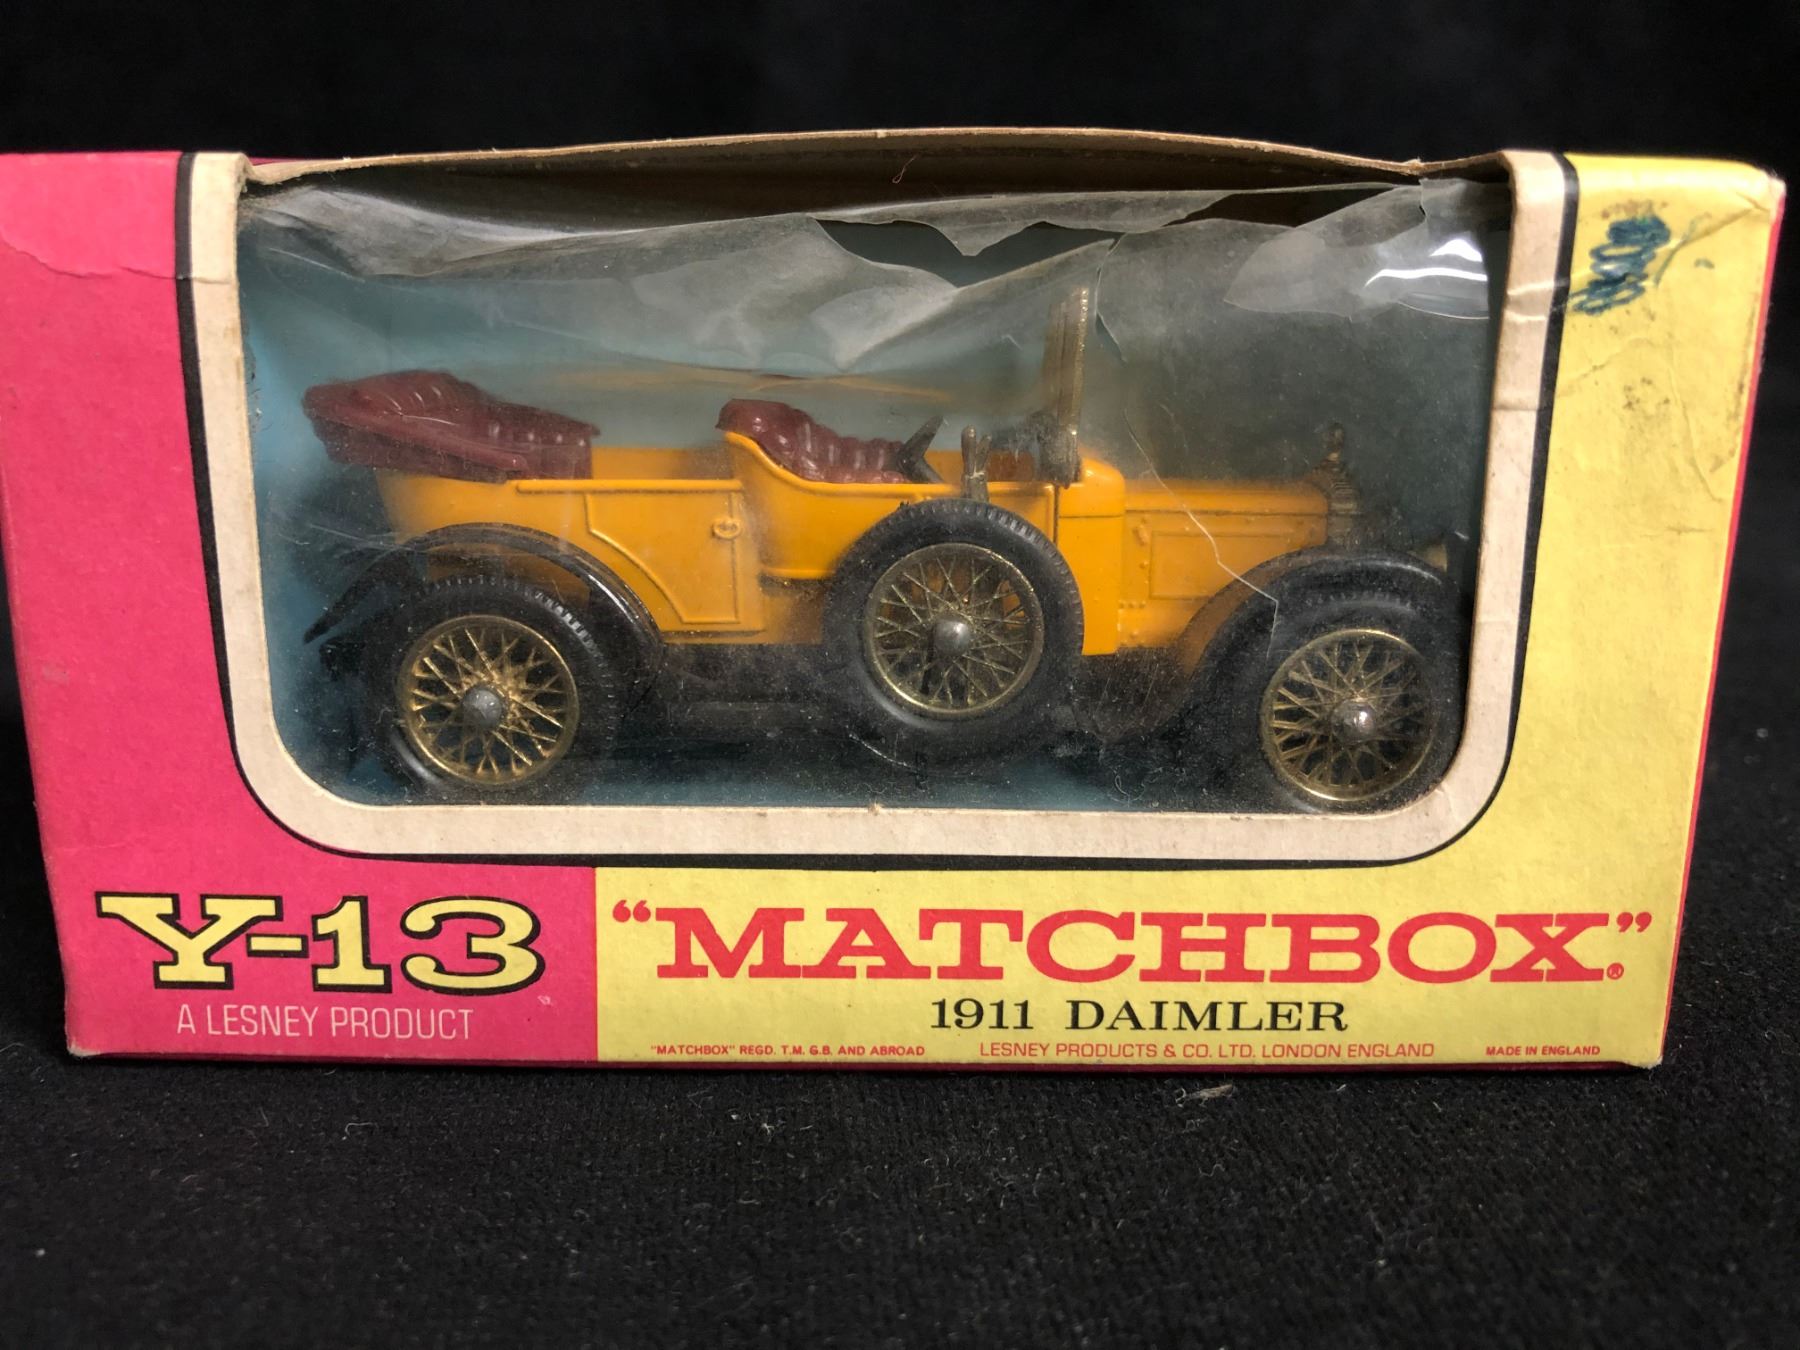 Y-13
A LESNEY PRODUCT
"MATCHBOX"®
1911 DAIMLER
"MATCHBOX" REGD. T.M. G.B. AND ABROAD LESNEY PRODUCTS & CO. LTD. LONDON ENGLAND MADE IN ENGLAND